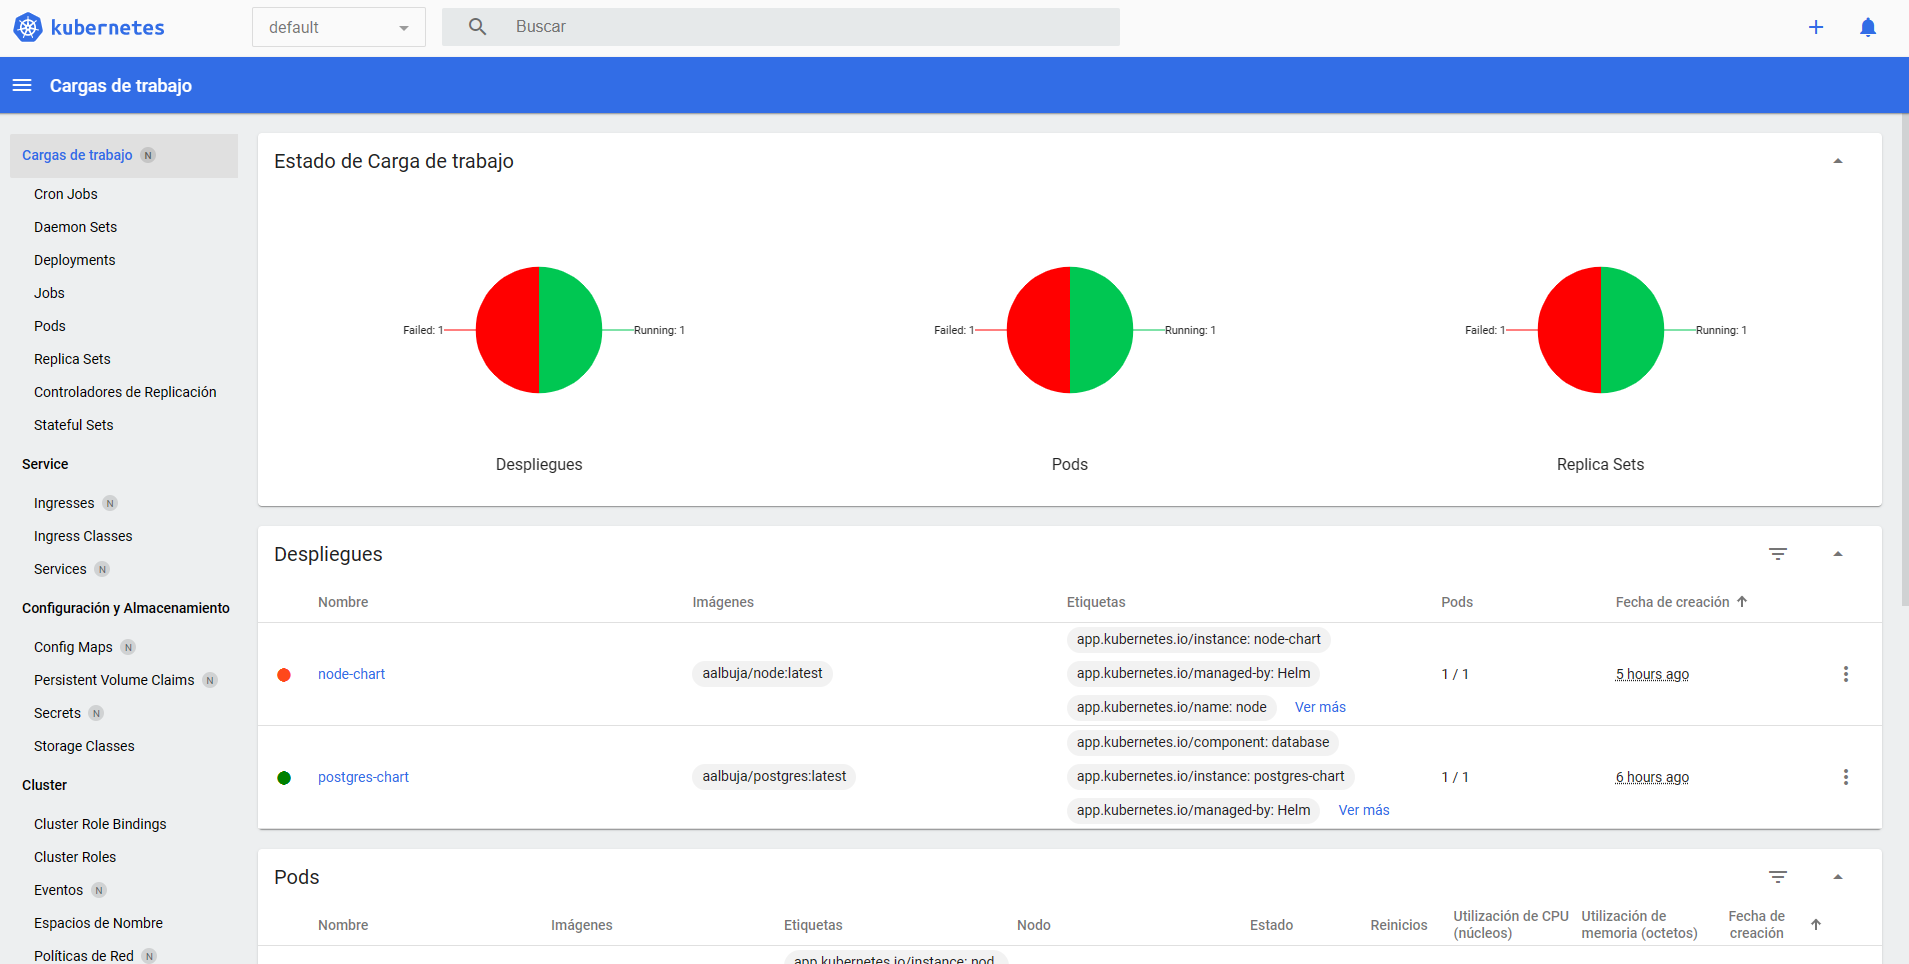 kubernetes
default
Buscar
Cargas de trabajo
Cargas de trabajo N
Cron Jobs
Daemon Sets
Deployments
Jobs
Pods
Replica Sets
Controladores de Replicación
Stateful Sets
Service
Ingresses N
Ingress Classes
Services N
Configuración y Almacenamiento
Config Maps N
Persistent Volume Claims N
Secrets N
Storage Classes
Cluster
Cluster Role Bindings
Cluster Roles
Eventos N
Espacios de Nombre
Políticas de Red N
Estado de Carga de trabajo
Failed: 1 Running: 1 Failed: 1 Running: 1 Failed: 1 Running: 1
Despliegues Pods Replica Sets
Despliegues
Nombre Imágenes Etiquetas Pods Fecha de creación
app.kubernetes.io/instance: node-chart
node-chart aalbuja/node:latest app.kubernetes.io/managed-by: Helm 1 / 1 5 hours ago
app.kubernetes.io/name: node Ver más
app.kubernetes.io/component: database
postgres-chart aalbuja/postgres:latest app.kubernetes.io/instance: postgres-chart 1 / 1 6 hours ago
app.kubernetes.io/managed-by: Helm Ver más
Pods
Nombre Imágenes Etiquetas Nodo Estado Reinicios Utilización de CPU (núcleos) Utilización de memoria (octetos) Fecha de creación
app.kubernetes.io/instance: nod